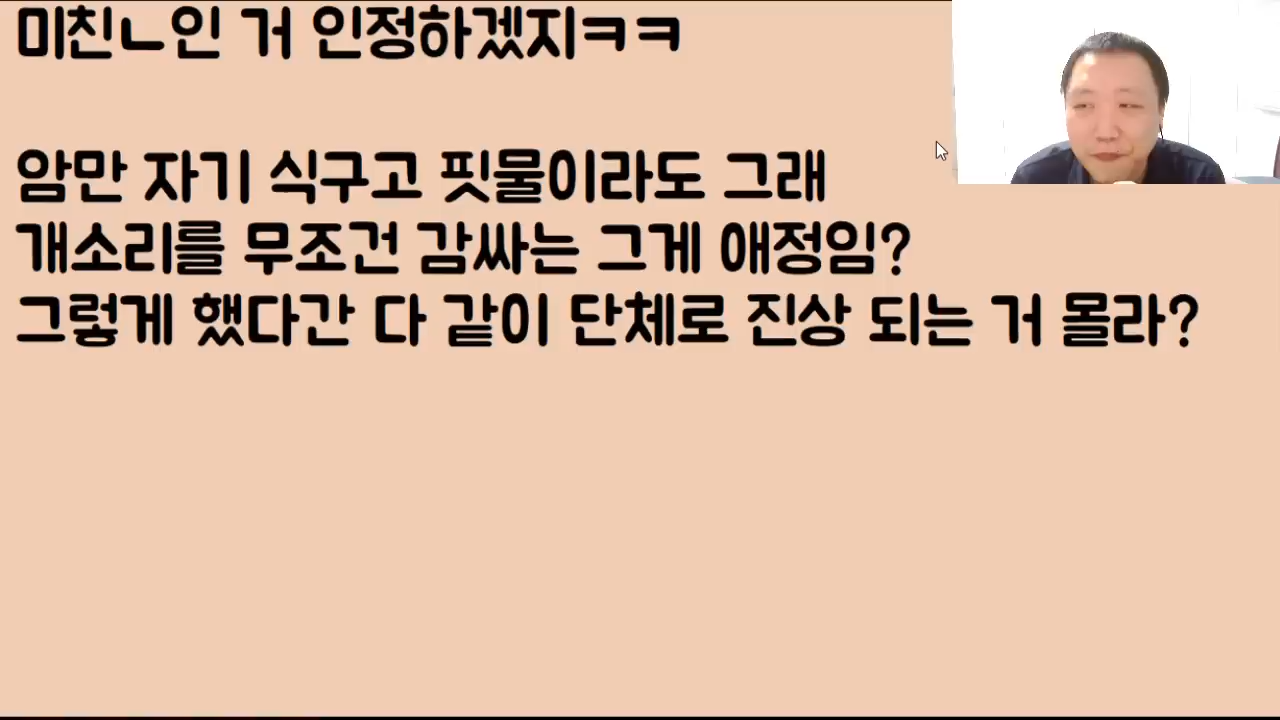 미친ㄴ인 거 인정하겠지ㅋㅋ
암만 자기 식구고 핏물이라도 그래
개소리를 무조건 감싸는 그게 애정임?
그렇게 했다간 다 같이 단체로 진상 되는 거 몰라?